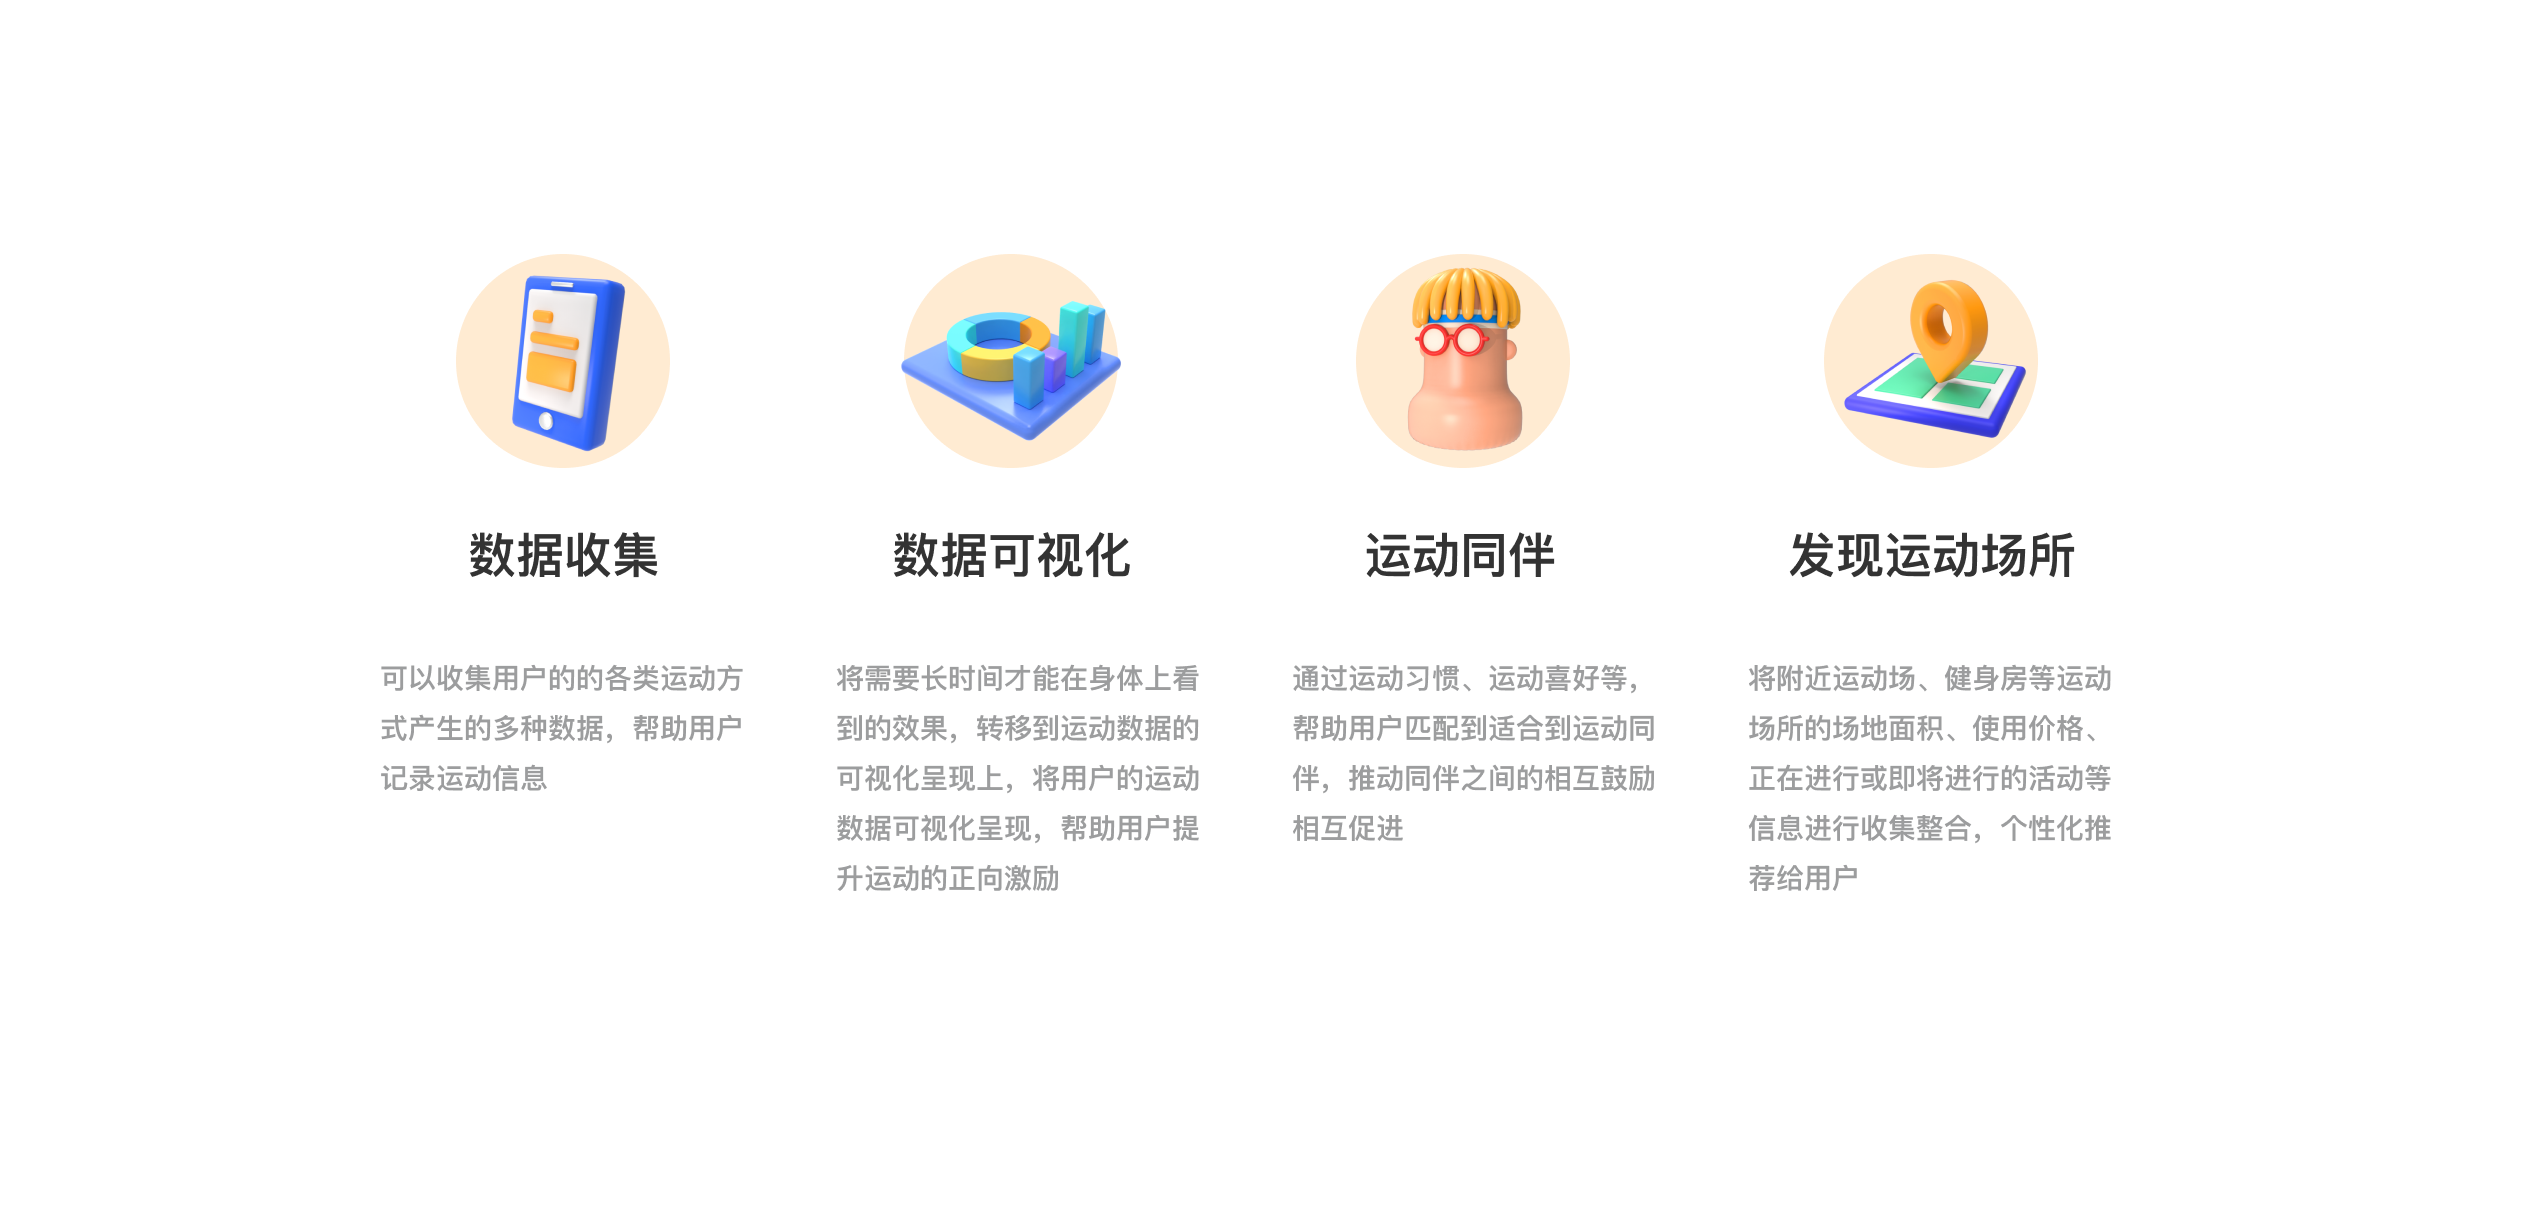 数据收集
可以收集用户的的各类运动方
式产生的多种数据，帮助用户
记录运动信息
数据可视化
将需要长时间才能在身体上看
到的效果，转移到运动数据的
可视化呈现上，将用户的运动
数据可视化呈现，帮助用户提
升运动的正向激励
运动同伴
通过运动习惯、运动喜好等，
帮助用户匹配到适合到运动同
伴，推动同伴之间的相互鼓励
相互促进
发现运动场所
将附近运动场、健身房等运动
场所的场地面积、使用价格、
正在进行或即将进行的活动等
信息进行收集整合，个性化推
荐给用户